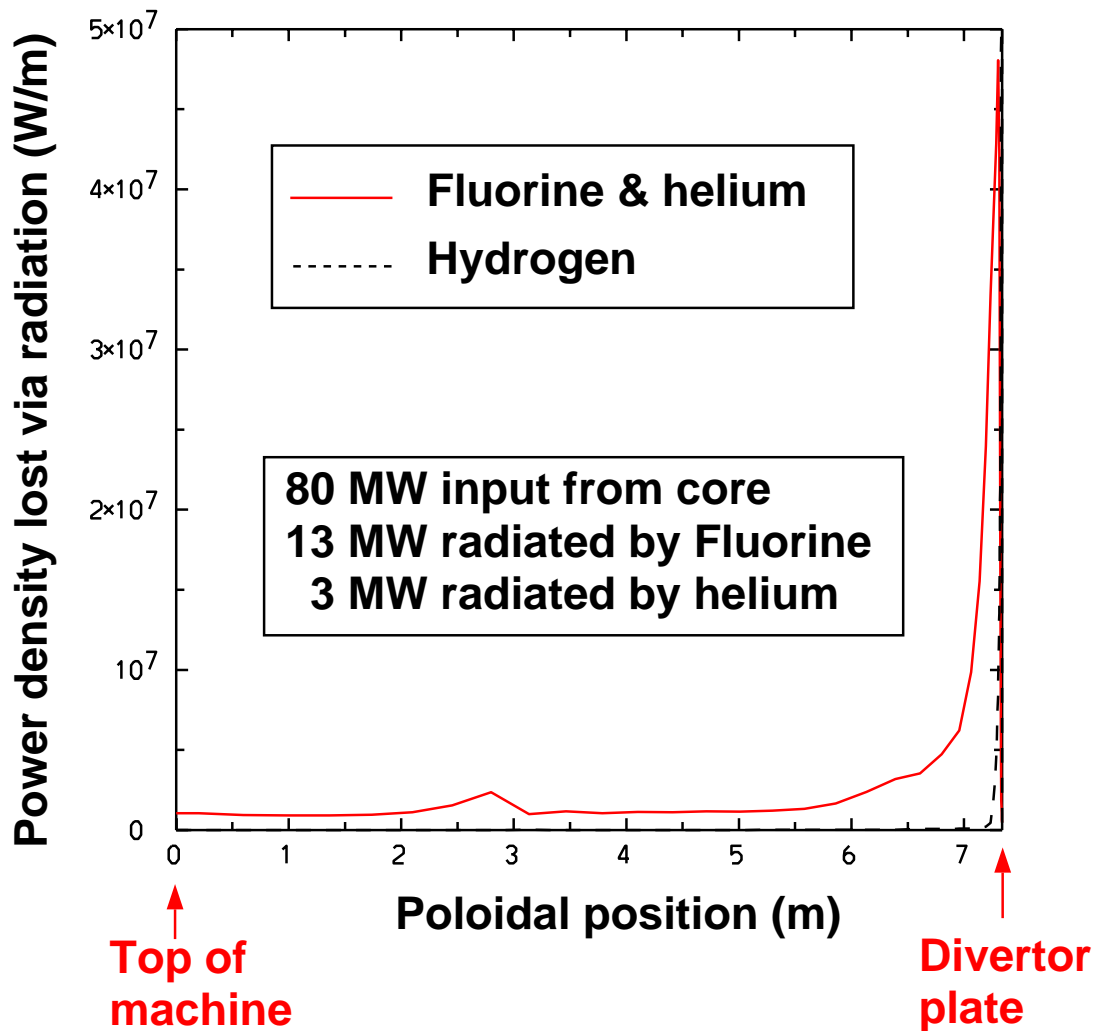 Power density lost via radiation (W/m)
5×10⁷
4×10⁷
3×10⁷
2×10⁷
10⁷
0
Fluorine & helium
Hydrogen
80 MW input from core
13 MW radiated by Fluorine
3 MW radiated by helium
0 1 2 3 4 5 6 7
Poloidal position (m)
Top of
machine
Divertor
plate